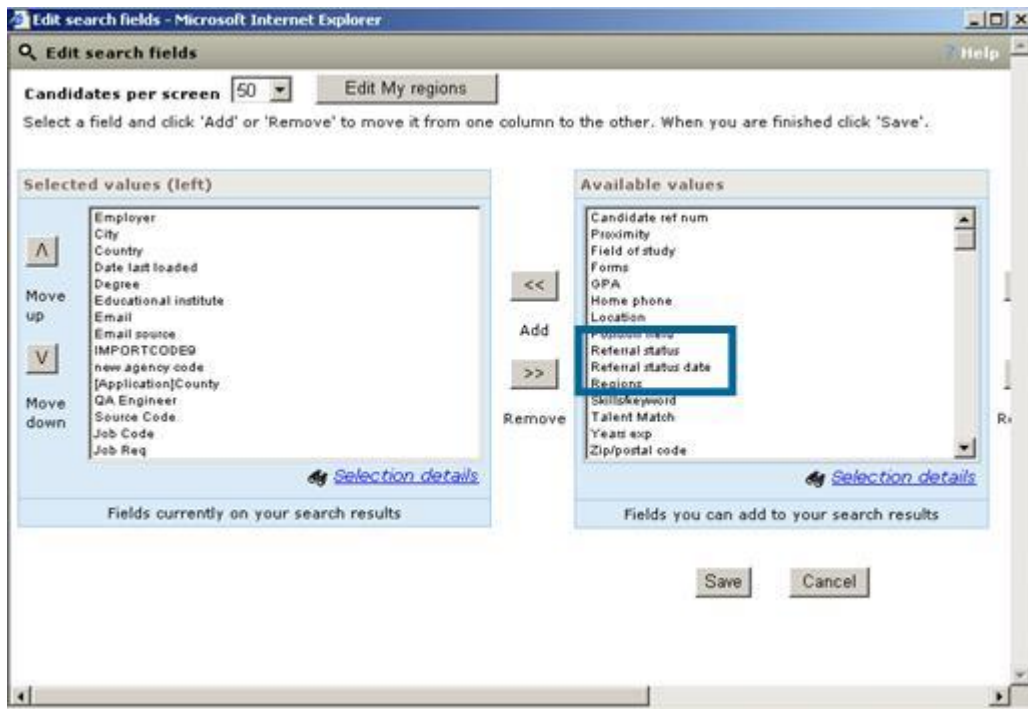 Edit search fields - Microsoft Internet Explorer
Edit search fields
? Help
Candidates per screen 50 Edit My regions
Select a field and click 'Add' or 'Remove' to move it from one column to the other. When you are finished click 'Save'.
Selected values (left)
Employer
City
Country
Date last loaded
Degree
Educational institute
Email
Email source
IMPORTCODE9
new agency code
[Application]County
QA Engineer
Source Code
Job Code
Job Req
Λ
Move
up
V
Move
down
Selection details
Fields currently on your search results
<<
Add
>>
Remove
Available values
Candidate ref num
Proximity
Field of study
Forms
GPA
Home phone
Location
Position held
Referral status
Referral status date
Regions
Skills/keyword
Talent Match
Years exp
Zip/postal code
Selection details
Fields you can add to your search results
Save Cancel